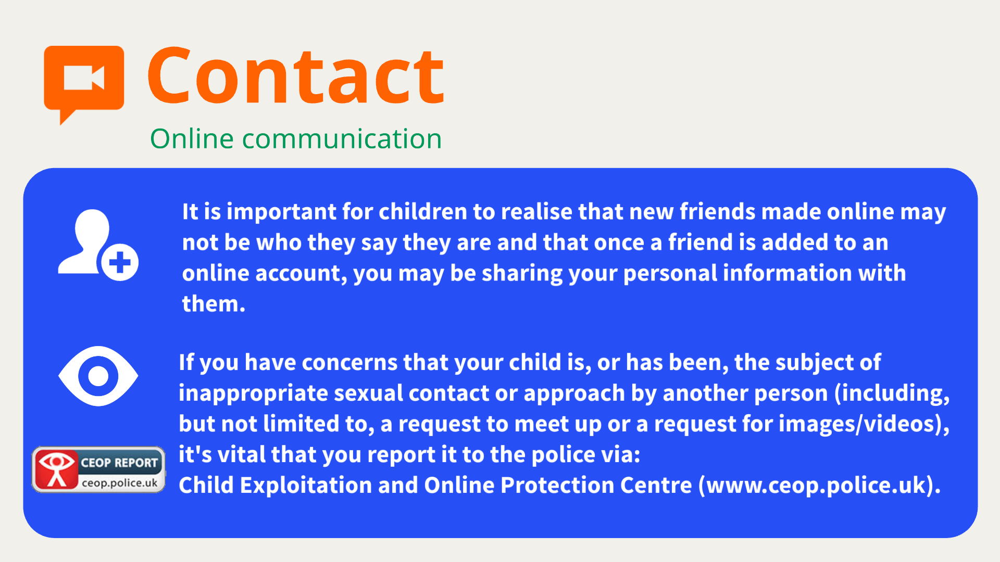 Contact
Online communication
It is important for children to realise that new friends made online may
not be who they say they are and that once a friend is added to an
online account, you may be sharing your personal information with
them.
If you have concerns that your child is, or has been, the subject of
inappropriate sexual contact or approach by another person (including,
but not limited to, a request to meet up or a request for images/videos),
it's vital that you report it to the police via:
Child Exploitation and Online Protection Centre (www.ceop.police.uk).
CEOP REPORT
ceop.police.uk